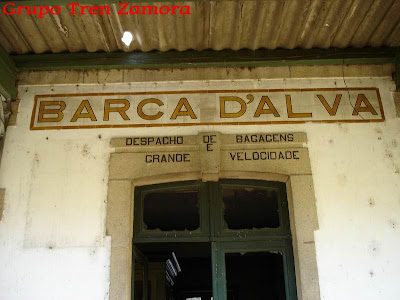 Grupo Tren Zamora
BARCA D'ALVA
DESPACHO DE BAGAGENS
E
GRANDE VELOCIDADE